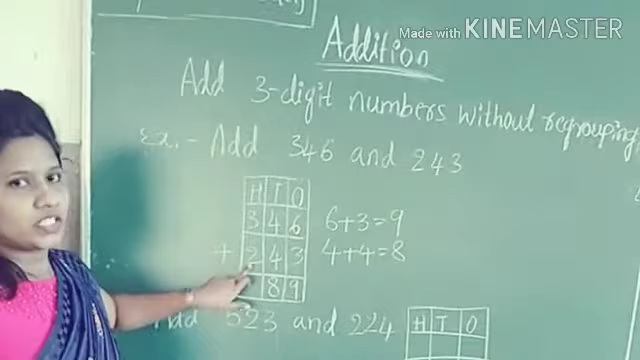 Made with KINEMASTER
Addition
Add 3-digit numbers without regrouping.
Ex.- Add 346 and 243
H T O
3 4 6 6+3=9
+ 2 4 3 4+4=8
8 9
Add 523 and 224 H T O